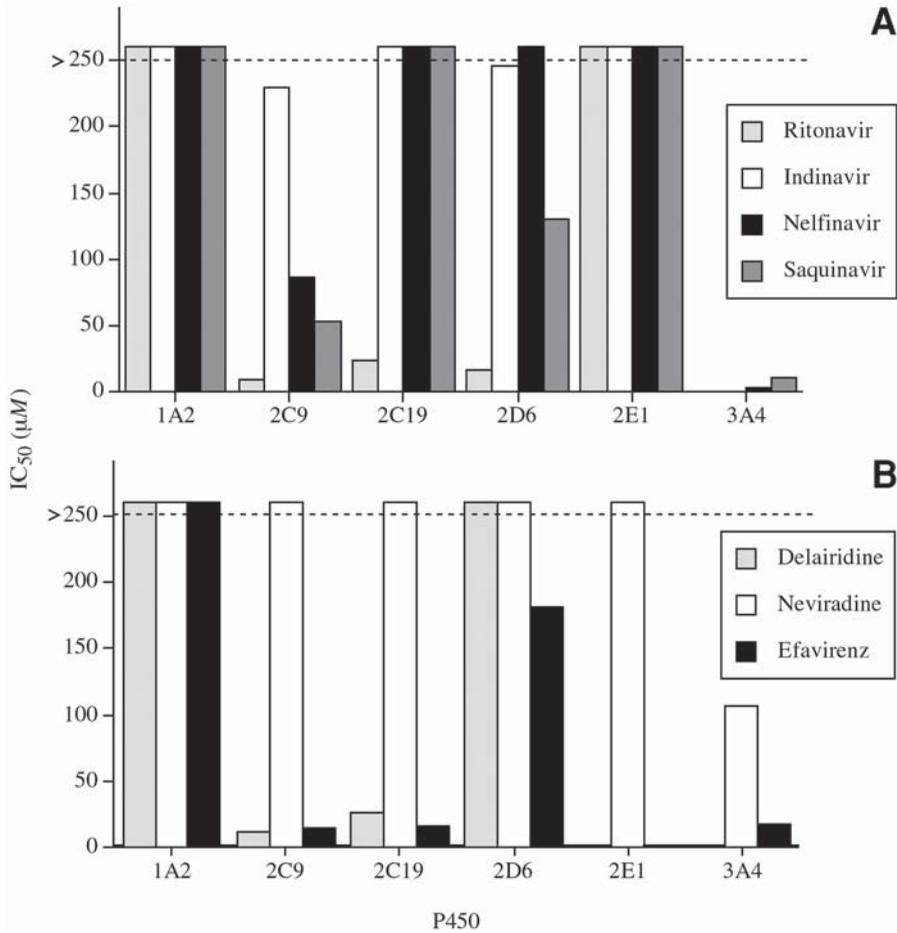 A
> 250
200
150
100
50
0
1A2 2C9 2C19 2D6 2E1 3A4
Ritonavir
Indinavir
Nelfinavir
Saquinavir
IC50 (μM)
B
> 250
200
150
100
50
0
1A2 2C9 2C19 2D6 2E1 3A4
Delairidine
Neviradine
Efavirenz
P450